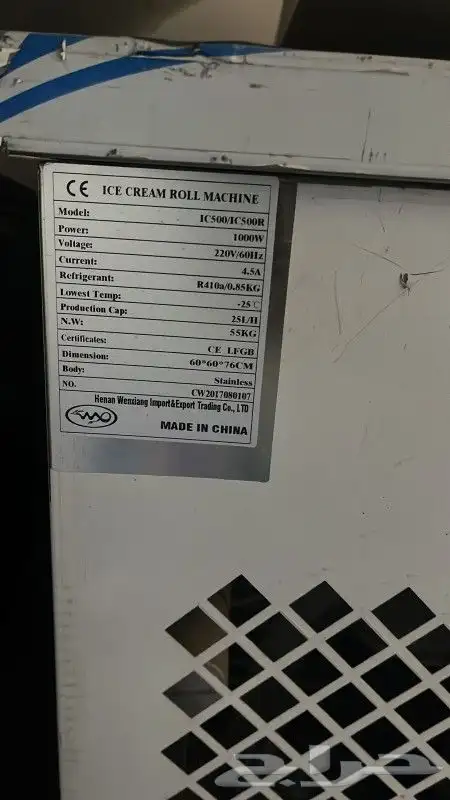 CE ICE CREAM ROLL MACHINE
Model: IC500/IC500R
Power: 1000W
Voltage: 220V/60Hz
Current: 4.5A
Refrigerant: R410a/0.85KG
Lowest Temp: -25℃
Production Cap: 25L/H
N.W: 55KG
Certificates: CE LFGB
Dimension: 60*60*76CM
Body: Stainless
NO. CW2017080107
Henan Wenxiang Import&Export Trading Co., LTD
MADE IN CHINA
حراج